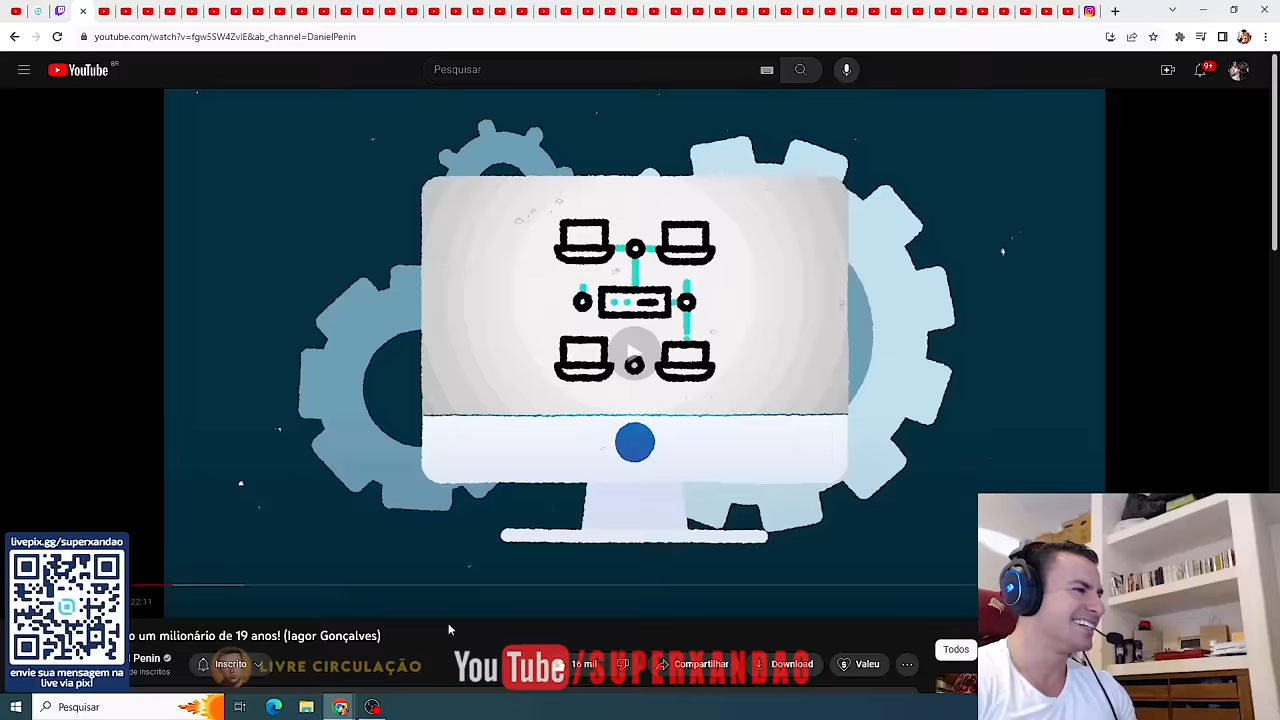 youtube.com/watch?v=fgw5SW4ZvIE&ab_channel=DanielPenin
YouTube BR
Pesquisar
9+
livepix.gg/superxandao
envie sua mensagem na
live via pix!
22:11
o um milionário de 19 anos! (Iagor Gonçalves)
Penin
de inscritos
Inscrito
LIVRE CIRCULAÇÃO
YouTube/SUPERXANDAO
16 mil
Compartilhar
Download
Valeu
Todos
Pesquisar